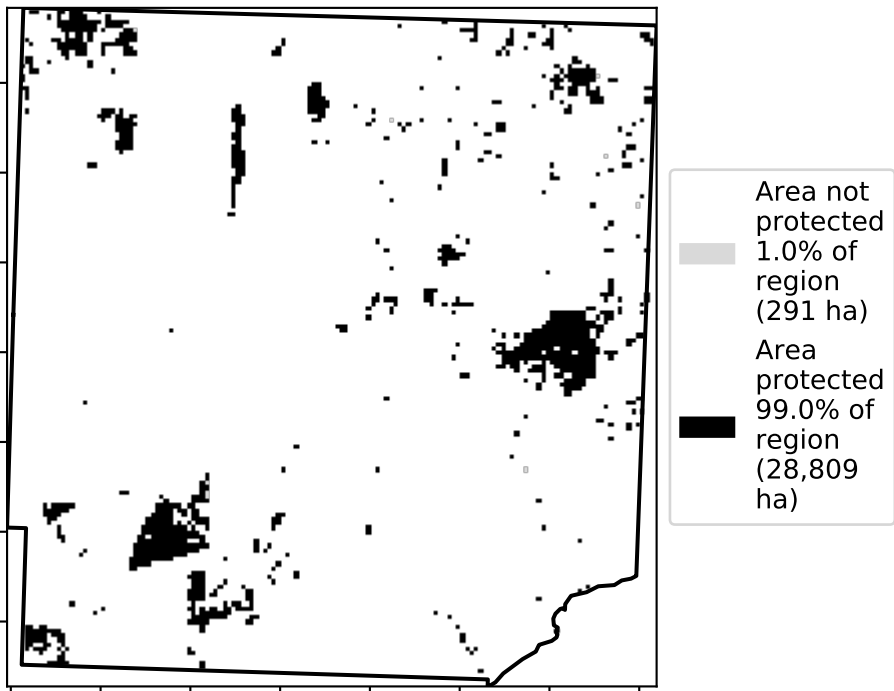 Area not
protected
1.0% of
region
(291 ha)
Area
protected
99.0% of
region
(28,809
ha)